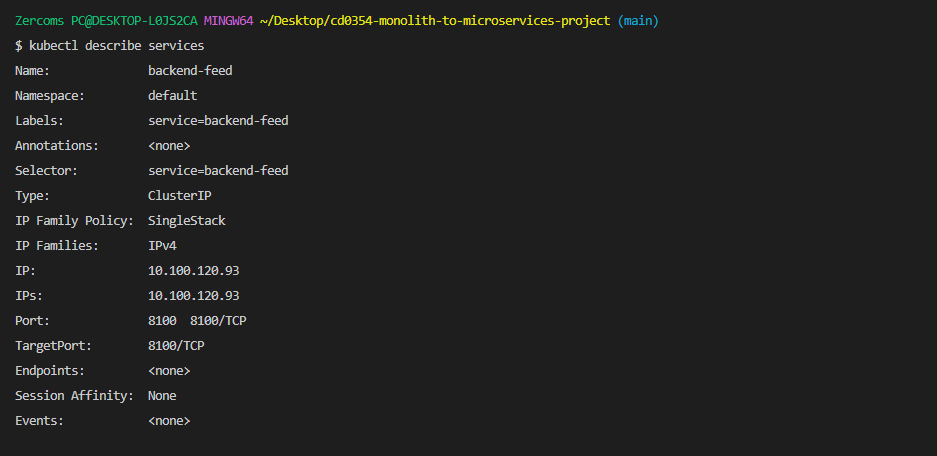 Zercoms PC@DESKTOP-L0JS2CA MINGW64 ~/Desktop/cd0354-monolith-to-microservices-project (main)
$ kubectl describe services
Name:              backend-feed
Namespace:         default
Labels:            service=backend-feed
Annotations:       <none>
Selector:          service=backend-feed
Type:              ClusterIP
IP Family Policy:  SingleStack
IP Families:       IPv4
IP:                10.100.120.93
IPs:               10.100.120.93
Port:              8100  8100/TCP
TargetPort:        8100/TCP
Endpoints:         <none>
Session Affinity:  None
Events:            <none>